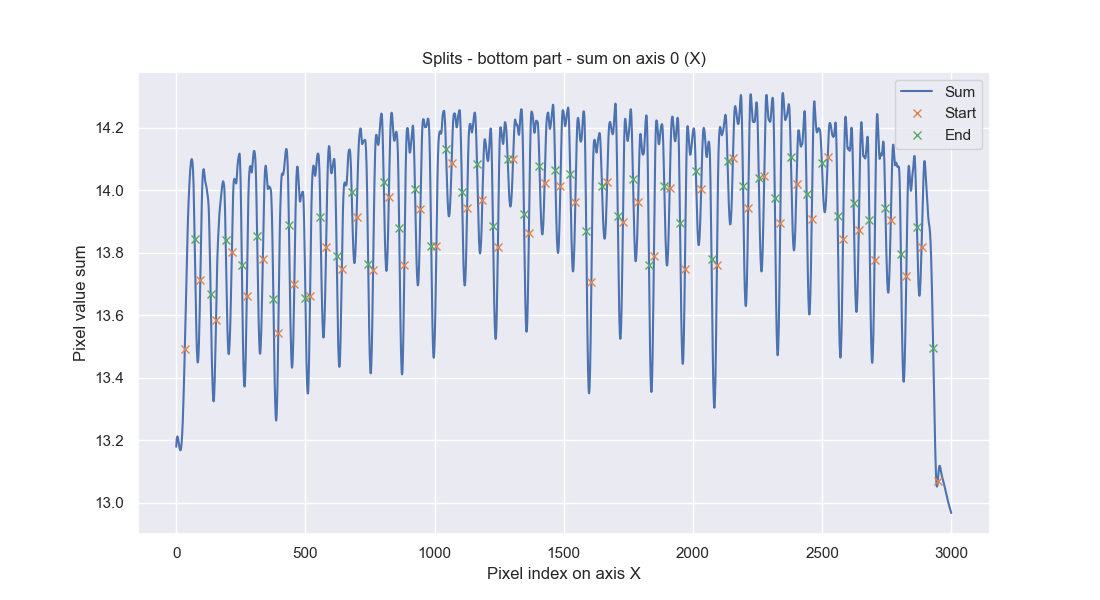 Splits - bottom part - sum on axis 0 (X)
Sum
Start
End
Pixel value sum
14.2
14.0
13.8
13.6
13.4
13.2
13.0
0 500 1000 1500 2000 2500 3000
Pixel index on axis X